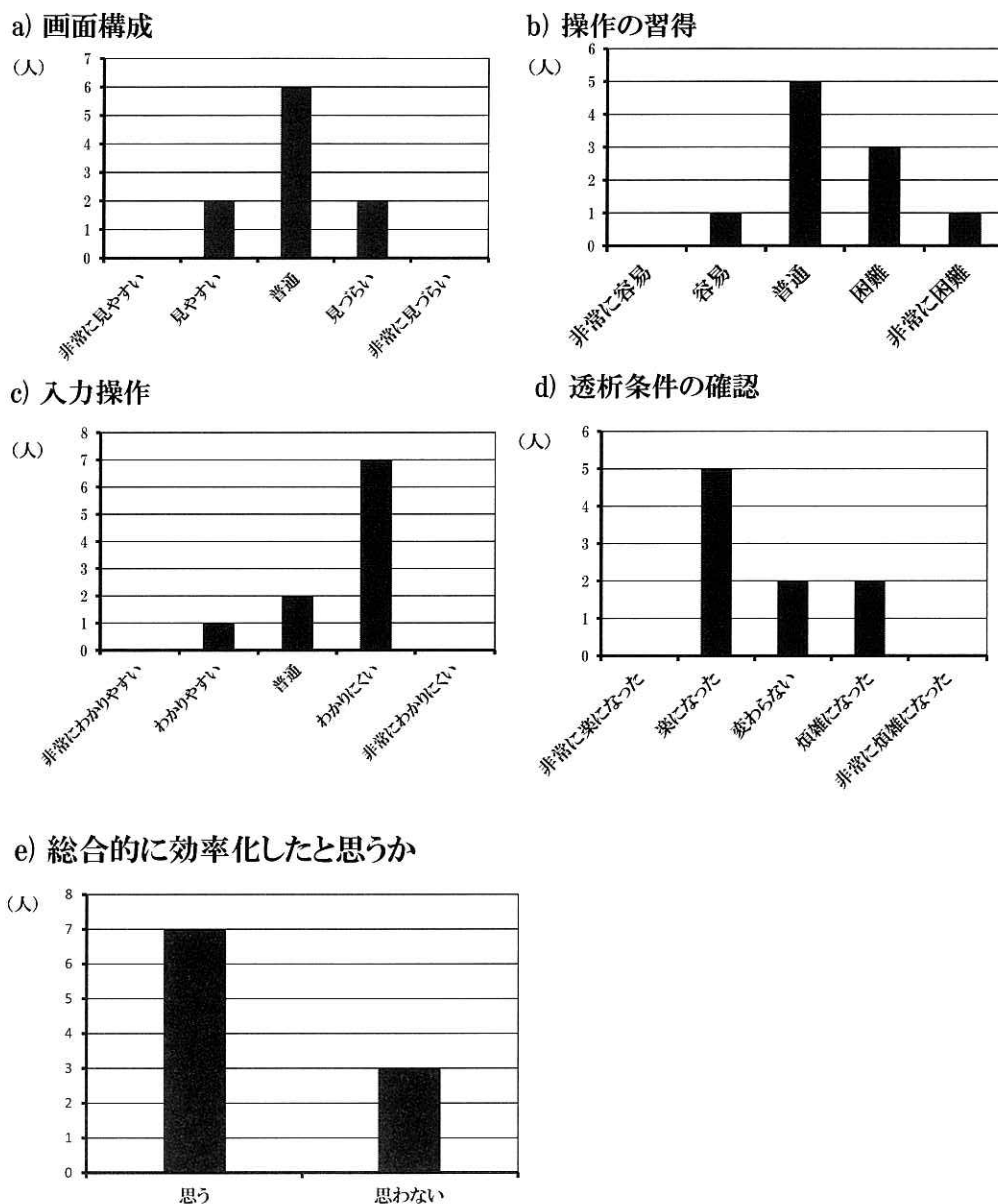 a) 画面構成
(人)
7
6
5
4
3
2
1
0
非常に見やすい
見やすい
普通
見づらい
非常に見づらい
b) 操作の習得
(人)
6
5
4
3
2
1
0
非常に容易
容易
普通
困難
非常に困難
c) 入力操作
(人)
8
7
6
5
4
3
2
1
0
非常にわかりやすい
わかりやすい
普通
わかりにくい
非常にわかりにくい
d) 透析条件の確認
(人)
6
5
4
3
2
1
0
非常に楽になった
楽になった
変わらない
煩雑になった
非常に煩雑になった
e) 総合的に効率化したと思うか
(人)
8
7
6
5
4
3
2
1
0
思う
思わない